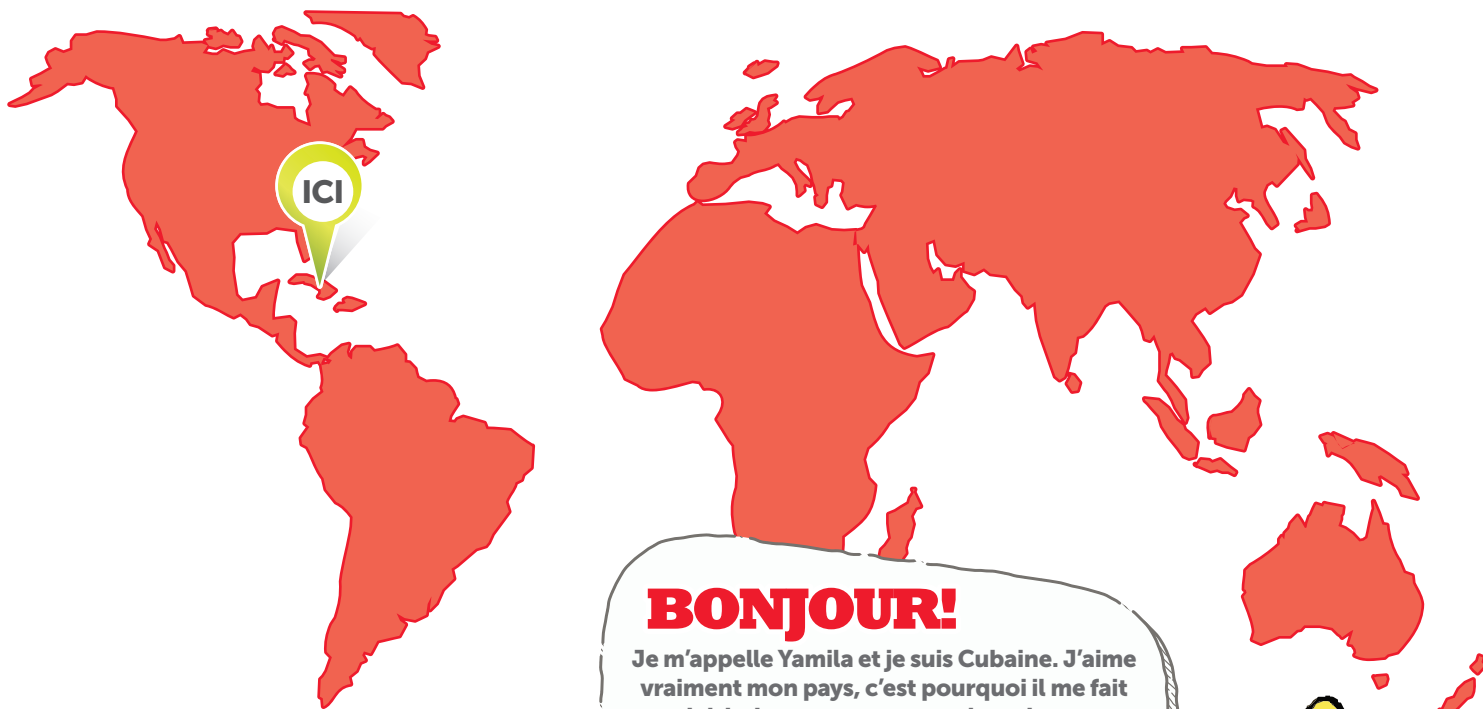 ICI
BONJOUR!
Je m'appelle Yamila et je suis Cubaine. J'aime
vraiment mon pays, c'est pourquoi il me fait